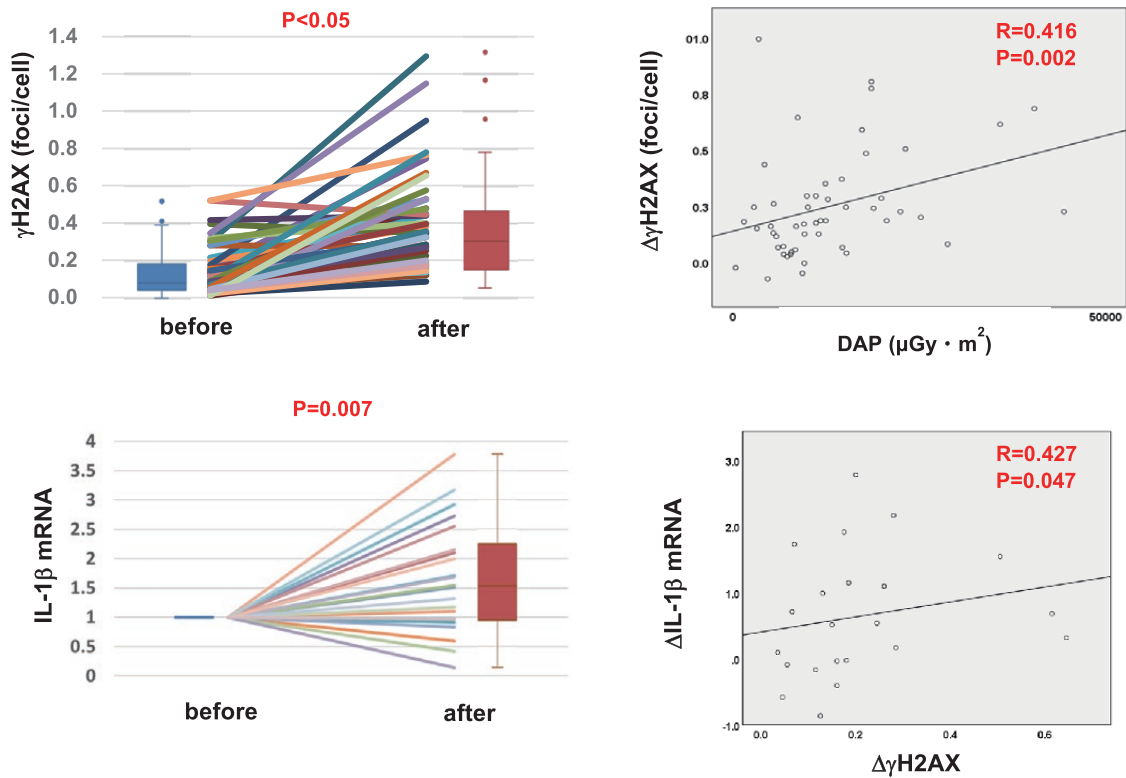 P<0.05
γH2AX (foci/cell)
1.4
1.2
1.0
0.8
0.6
0.4
0.2
0.0
before
after
R=0.416
P=0.002
ΔγH2AX (foci/cell)
01.0
0.8
0.5
0.3
0.0
0
50000
DAP (μGy・m2)
P=0.007
IL-1β mRNA
4
3.5
3
2.5
2
1.5
1
0.5
0
before
after
R=0.427
P=0.047
ΔIL-1β mRNA
3.0
2.0
1.0
.0
-1.0
0.0
0.2
0.4
0.6
ΔγH2AX